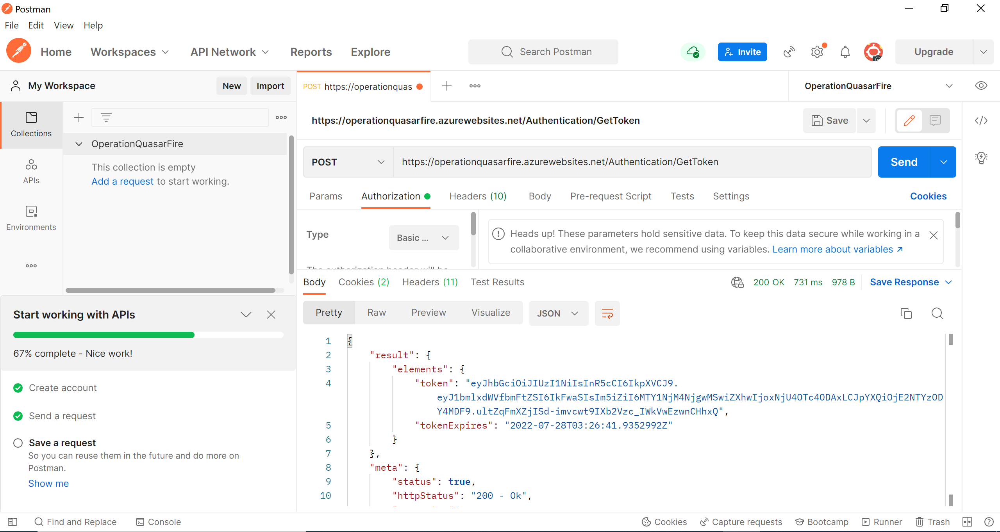 Postman
File Edit View Help
Home Workspaces API Network Reports Explore Search Postman Invite Upgrade
My Workspace New Import
POST https://operationquas
OperationQuasarFire
Collections
APIs
Environments
OperationQuasarFire
This collection is empty
Add a request to start working.
https://operationquasarfire.azurewebsites.net/Authentication/GetToken
Save
POST https://operationquasarfire.azurewebsites.net/Authentication/GetToken
Send
Params Authorization Headers (10) Body Pre-request Script Tests Settings Cookies
Type Basic ...
Heads up! These parameters hold sensitive data. To keep this data secure while working in a
collaborative environment, we recommend using variables. Learn more about variables ↗
The authorization header will be
Body Cookies (2) Headers (11) Test Results 200 OK 731 ms 978 B Save Response
Pretty Raw Preview Visualize JSON
1 {
2 "result": {
3 "elements": {
4 "token": "eyJhbGciOiJIUzI1NiIsInR5cCI6IkpXVCJ9.
eyJ1bmlxdWVfbmFtZSI6IkFwaSIsIm5iZiI6MTY1NjM4NjgwMSwiZXhwIjoxNjU4OTc4ODAxLCJpYXQiOjE2NTYzOD
Y4MDF9.ultZqFmXZjISd-imvcwt9IXb2Vzc_IWkVwEzwnCHhxQ",
5 "tokenExpires": "2022-07-28T03:26:41.9352992Z"
6 }
7 },
8 "meta": {
9 "status": true,
10 "httpStatus": "200 - Ok",
Start working with APIs
67% complete - Nice work!
Create account
Send a request
Save a request
So you can reuse them in the future and do more on
Postman.
Show me
Find and Replace Console Cookies Capture requests Bootcamp Runner Trash